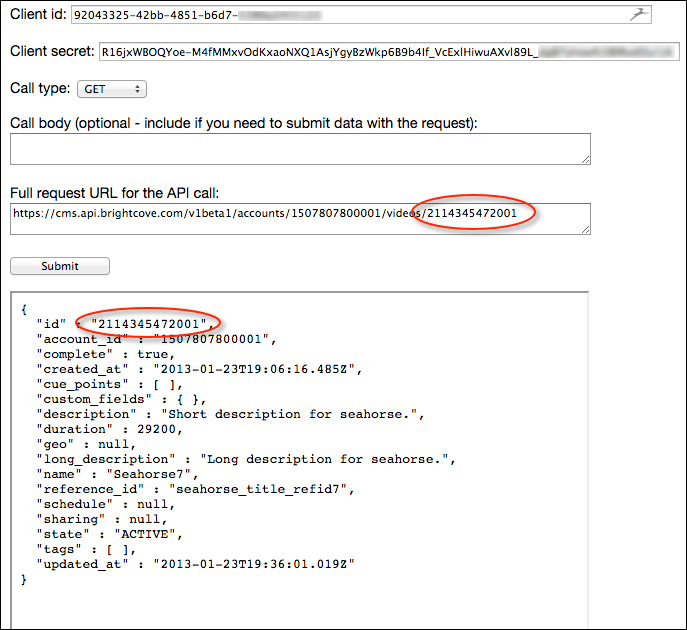 Client id: 92043325-42bb-4851-b6d7-
Client secret: R16jxWBOQYoe-M4fMMxvOdKxaoNXQ1AsjYgyBzWkp6B9b4If_VcExlHiwuAXvl89L_
Call type: GET
Call body (optional - include if you need to submit data with the request):
Full request URL for the API call:
https://cms.api.brightcove.com/v1beta1/accounts/1507807800001/videos/2114345472001
Submit
{
"id" : "2114345472001",
"account_id" : "1507807800001",
"complete" : true,
"created_at" : "2013-01-23T19:06:16.485Z",
"cue_points" : [ ],
"custom_fields" : { },
"description" : "Short description for seahorse.",
"duration" : 29200,
"geo" : null,
"long_description" : "Long description for seahorse.",
"name" : "Seahorse7",
"reference_id" : "seahorse_title_refid7",
"schedule" : null,
"sharing" : null,
"state" : "ACTIVE",
"tags" : [ ],
"updated_at" : "2013-01-23T19:36:01.019Z"
}